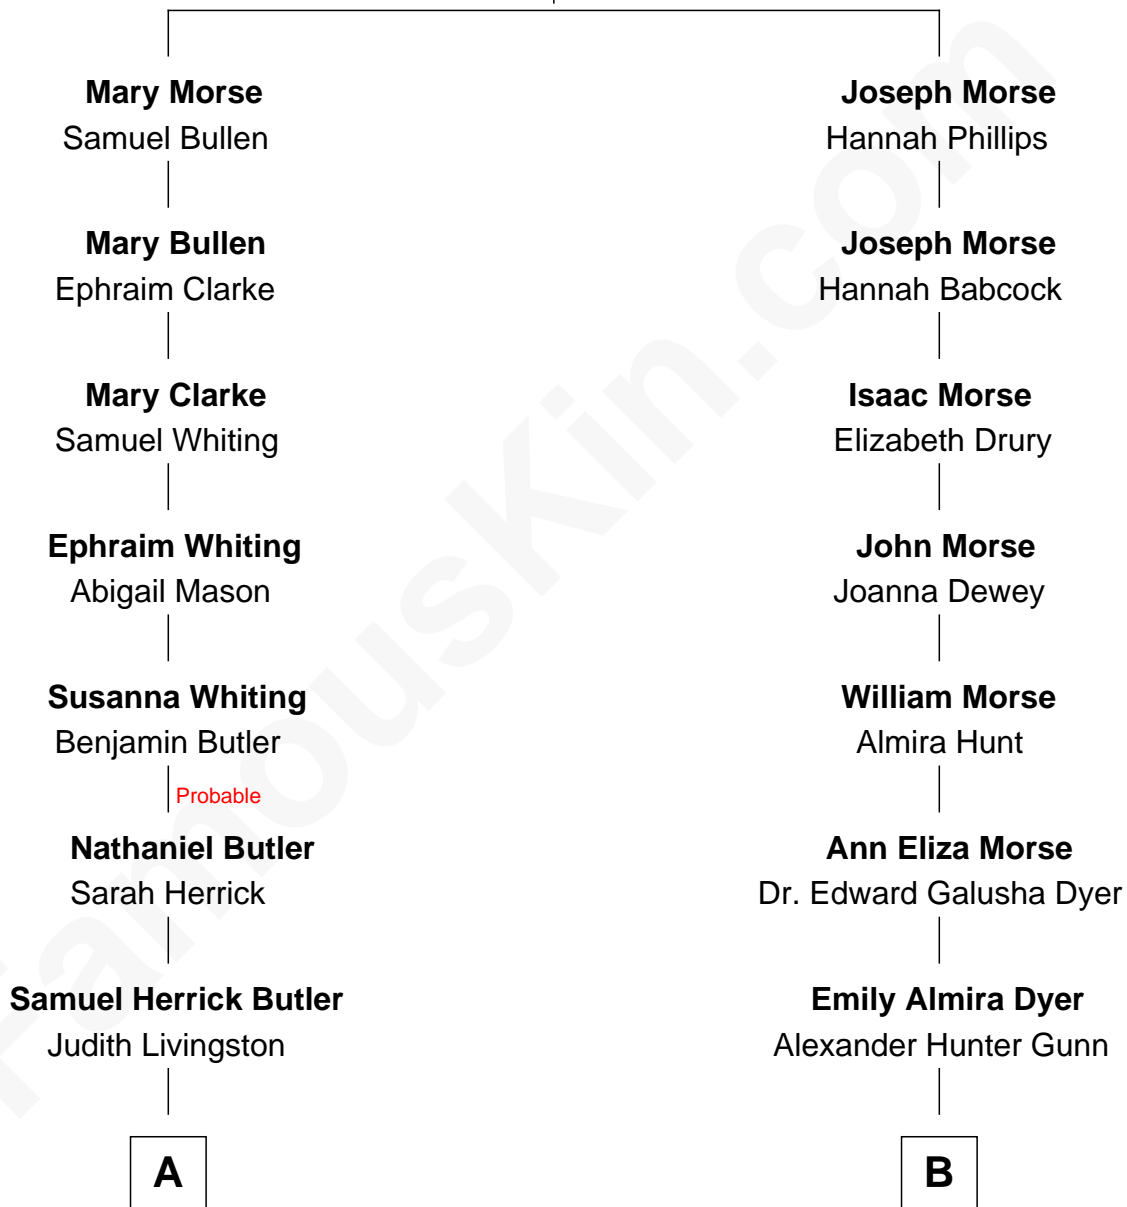 Mary Morse
Samuel Bullen
Mary Bullen
Ephraim Clarke
Mary Clarke
Samuel Whiting
Ephraim Whiting
Abigail Mason
Susanna Whiting
Benjamin Butler
Probable
Nathaniel Butler
Sarah Herrick
Samuel Herrick Butler
Judith Livingston
A
Joseph Morse
Hannah Phillips
Joseph Morse
Hannah Babcock
Isaac Morse
Elizabeth Drury
John Morse
Joanna Dewey
William Morse
Almira Hunt
Ann Eliza Morse
Dr. Edward Galusha Dyer
Emily Almira Dyer
Alexander Hunter Gunn
B
FamousKin.com